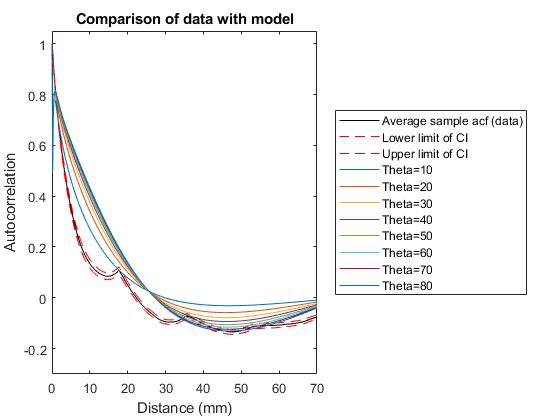 Comparison of data with model
Autocorrelation
1
0.8
0.6
0.4
0.2
0
-0.2
0 10 20 30 40 50 60 70
Distance (mm)
Average sample acf (data)
Lower limit of CI
Upper limit of CI
Theta=10
Theta=20
Theta=30
Theta=40
Theta=50
Theta=60
Theta=70
Theta=80